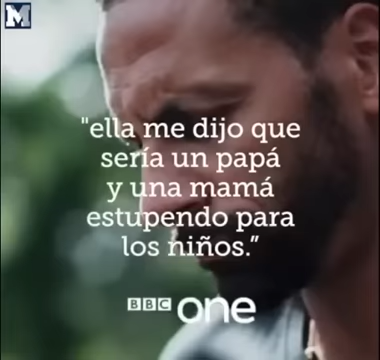 M
"ella me dijo que
sería un papá
y una mamá
estupendo para
los niños.”
BBC one